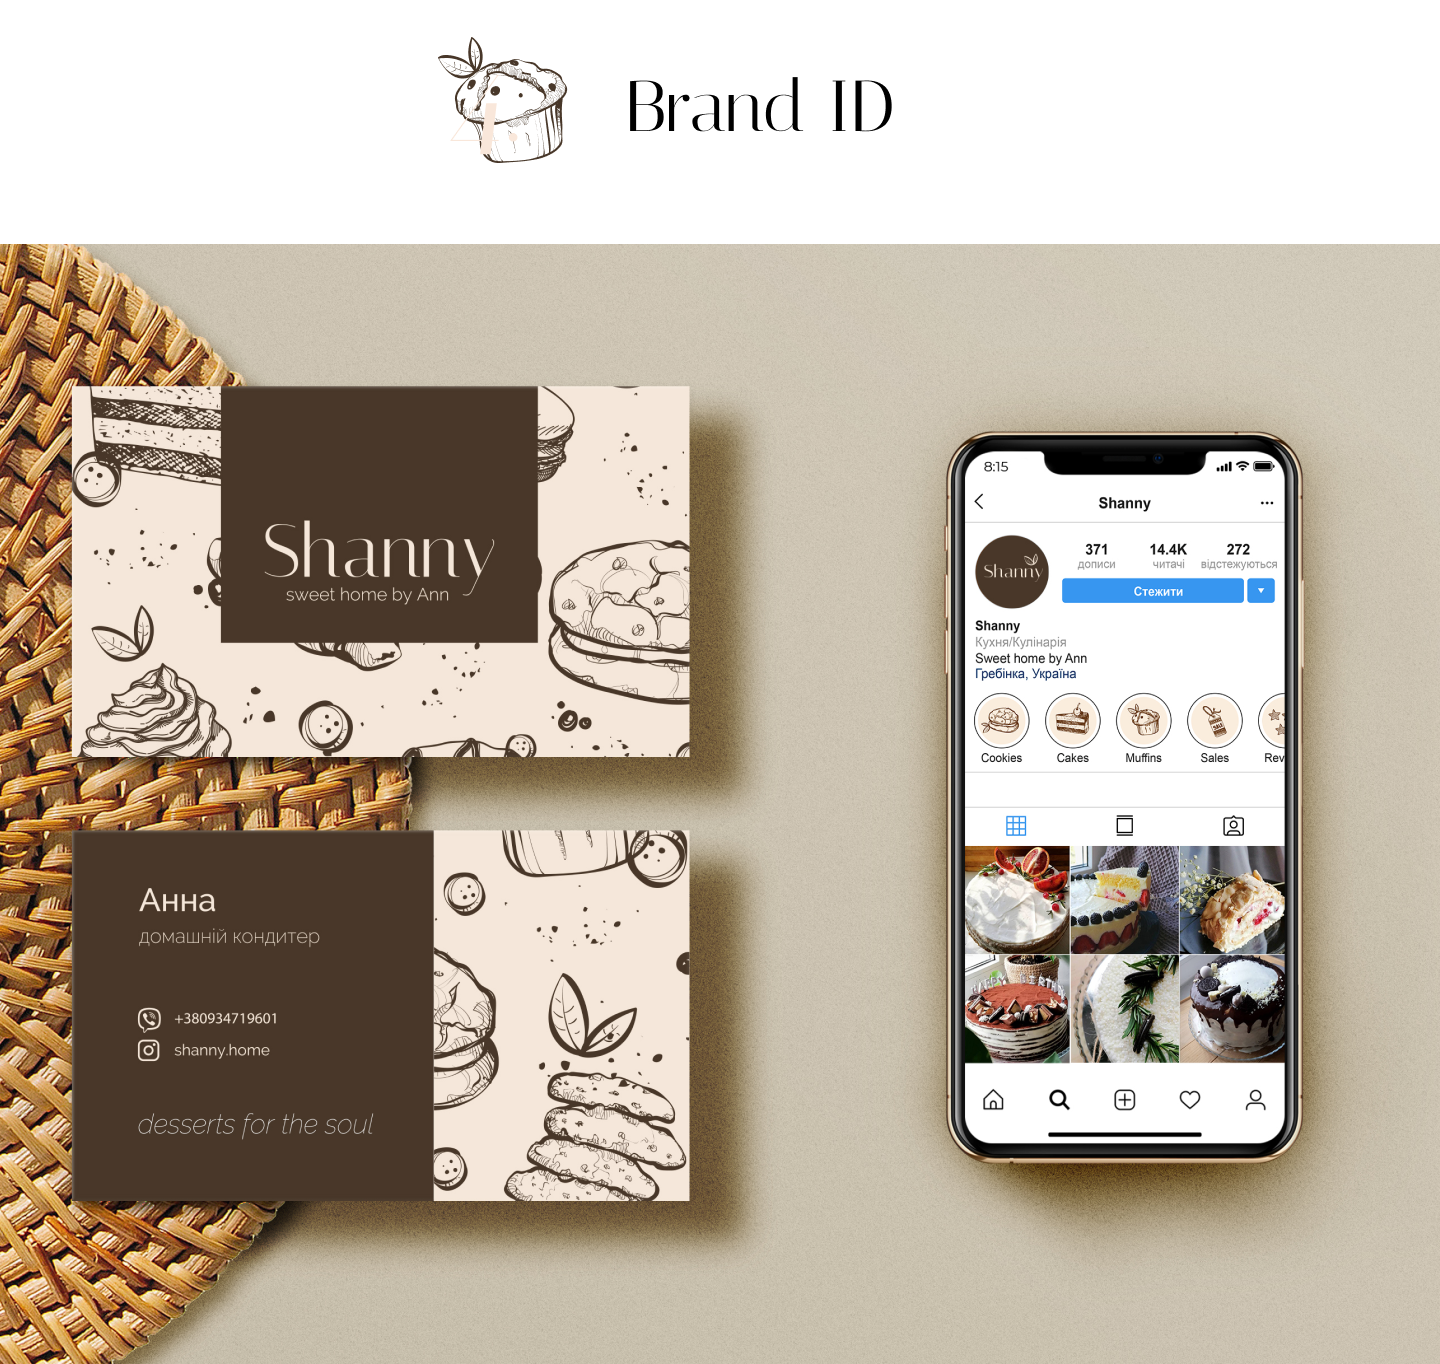 Brand ID
Shanny
sweet home by Ann
Анна
домашній кондитер
+380934719601
shanny.home
desserts for the soul
8:15
Shanny
Shanny
371 14.4K 272
дописи читачі відстежуються
Стежити
Shanny
Кухня/Кулінарія
Sweet home by Ann
Гребінка, Україна
Cookies Cakes Muffins Sales Rev